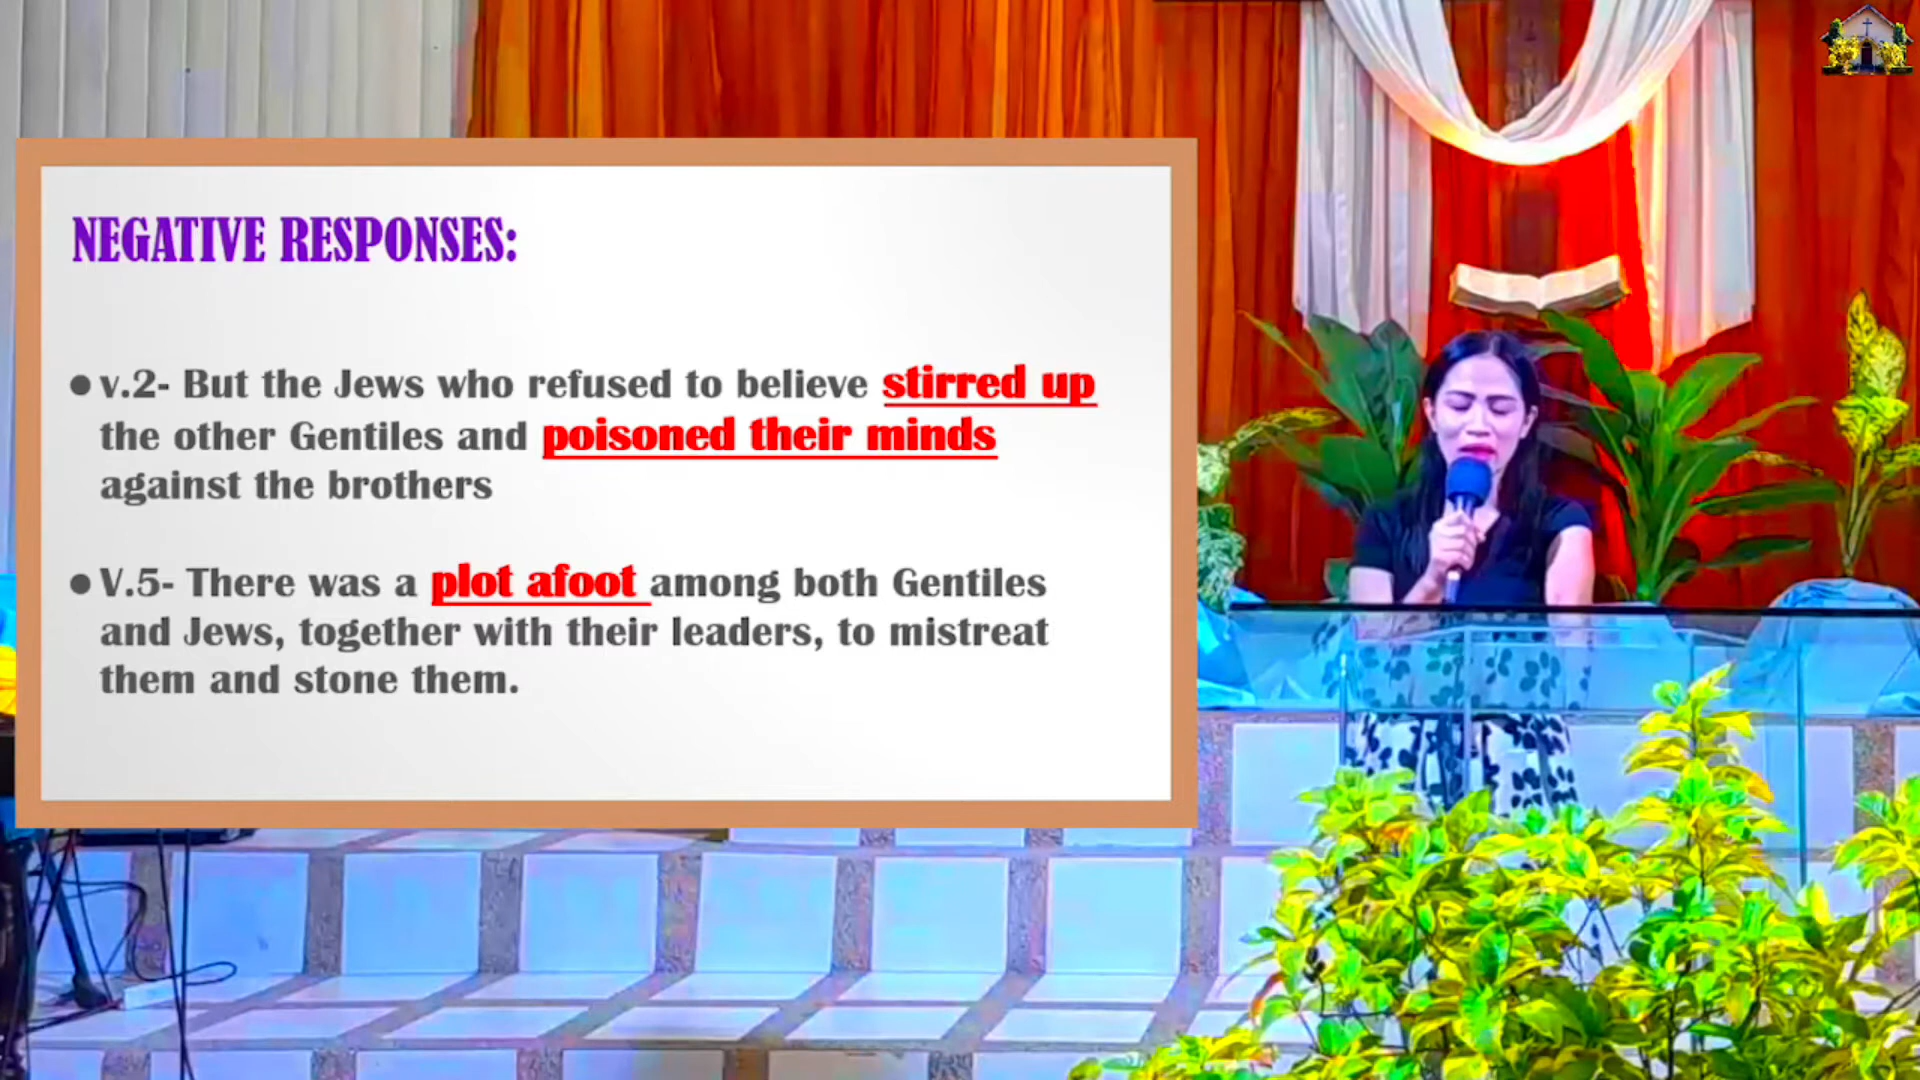 NEGATIVE RESPONSES:
● v.2- But the Jews who refused to believe stirred up
the other Gentiles and poisoned their minds
against the brothers
● V.5- There was a plot afoot among both Gentiles
and Jews, together with their leaders, to mistreat
them and stone them.